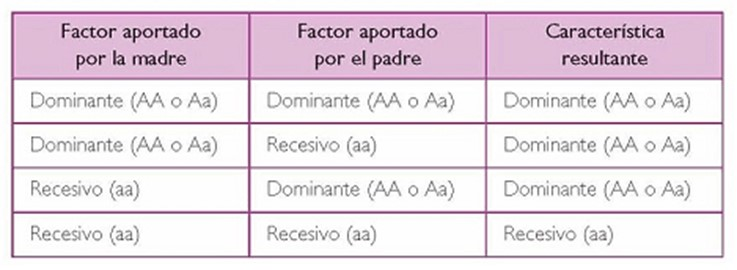 Factor aportado
por la madre
Factor aportado
por el padre
Característica
resultante
Dominante (AA o Aa)
Dominante (AA o Aa)
Dominante (AA o Aa)
Dominante (AA o Aa)
Recesivo (aa)
Dominante (AA o Aa)
Recesivo (aa)
Dominante (AA o Aa)
Dominante (AA o Aa)
Recesivo (aa)
Recesivo (aa)
Recesivo (aa)